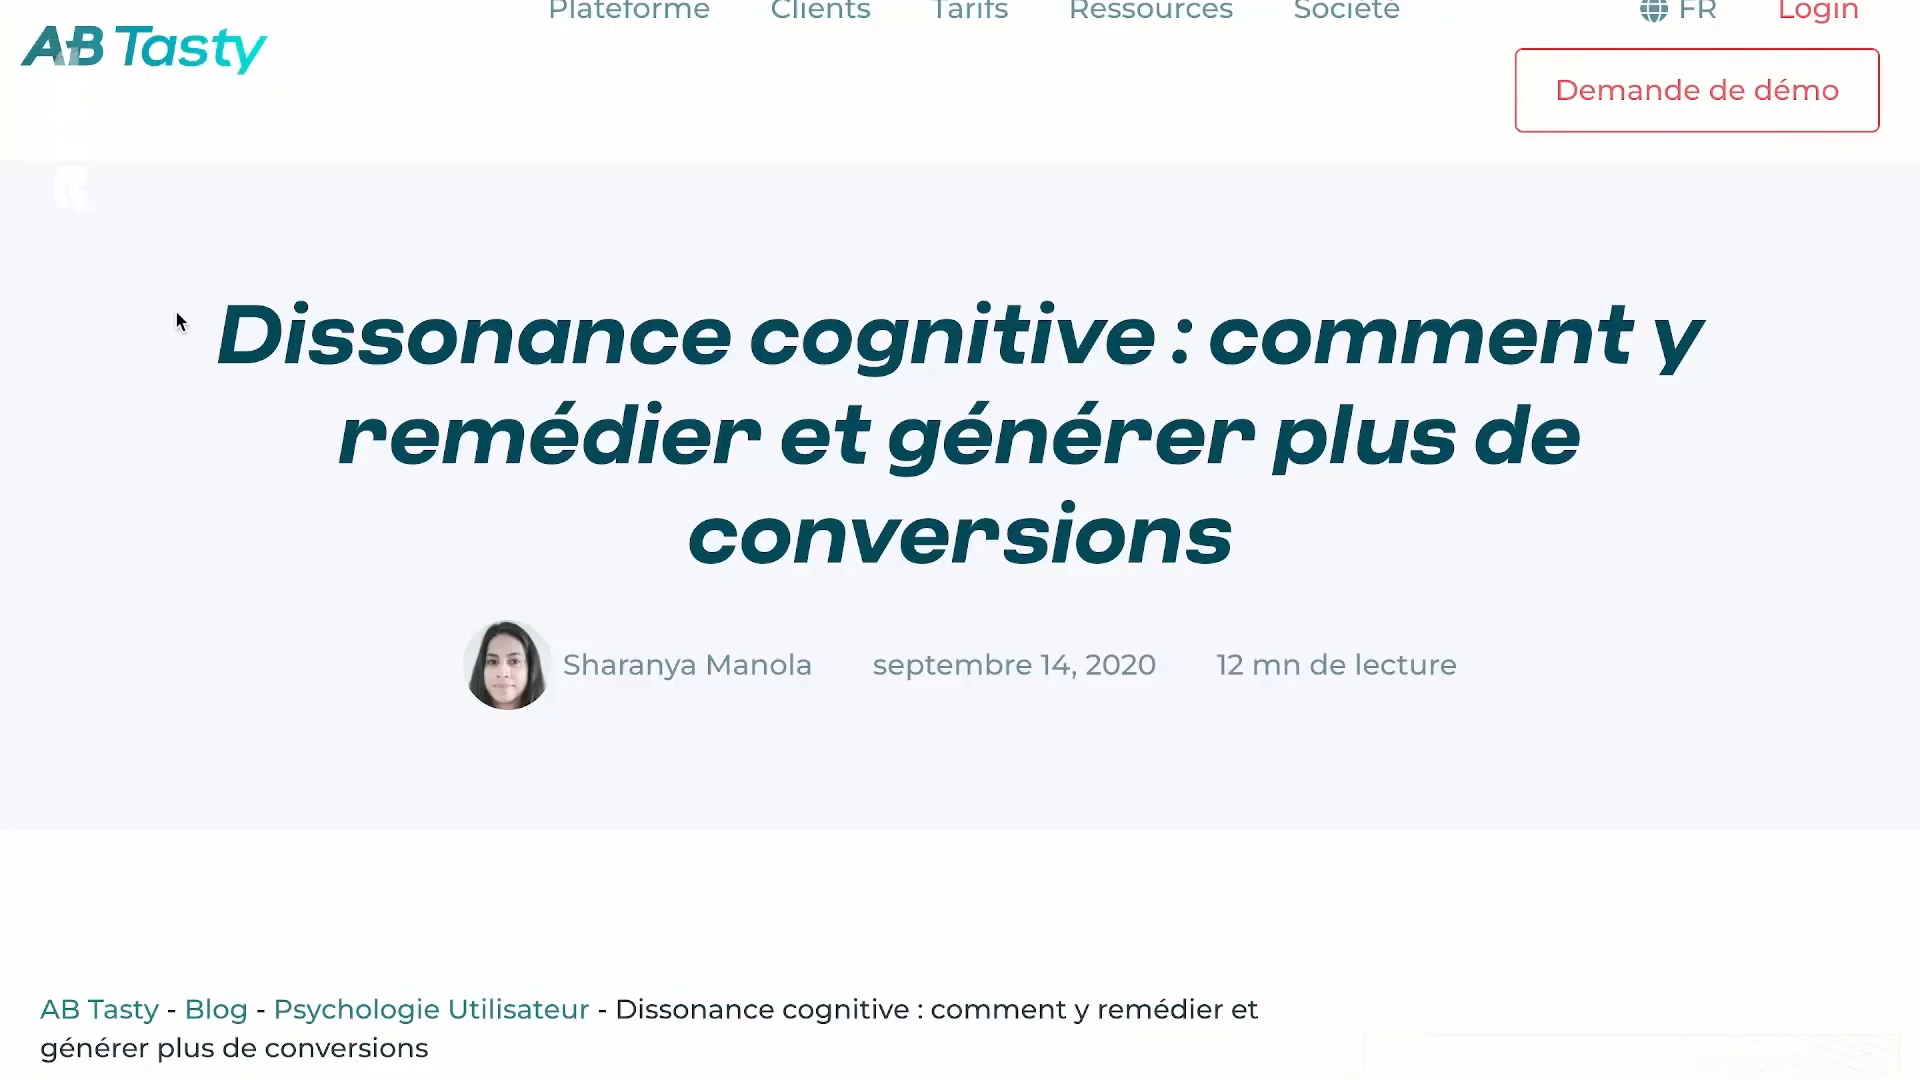 Plateforme Clients Tarifs Ressources Société FR Login
AB Tasty
Demande de démo
Dissonance cognitive : comment y
remédier et générer plus de
conversions
Sharanya Manola septembre 14, 2020 12 mn de lecture
AB Tasty - Blog - Psychologie Utilisateur - Dissonance cognitive : comment y remédier et
générer plus de conversions